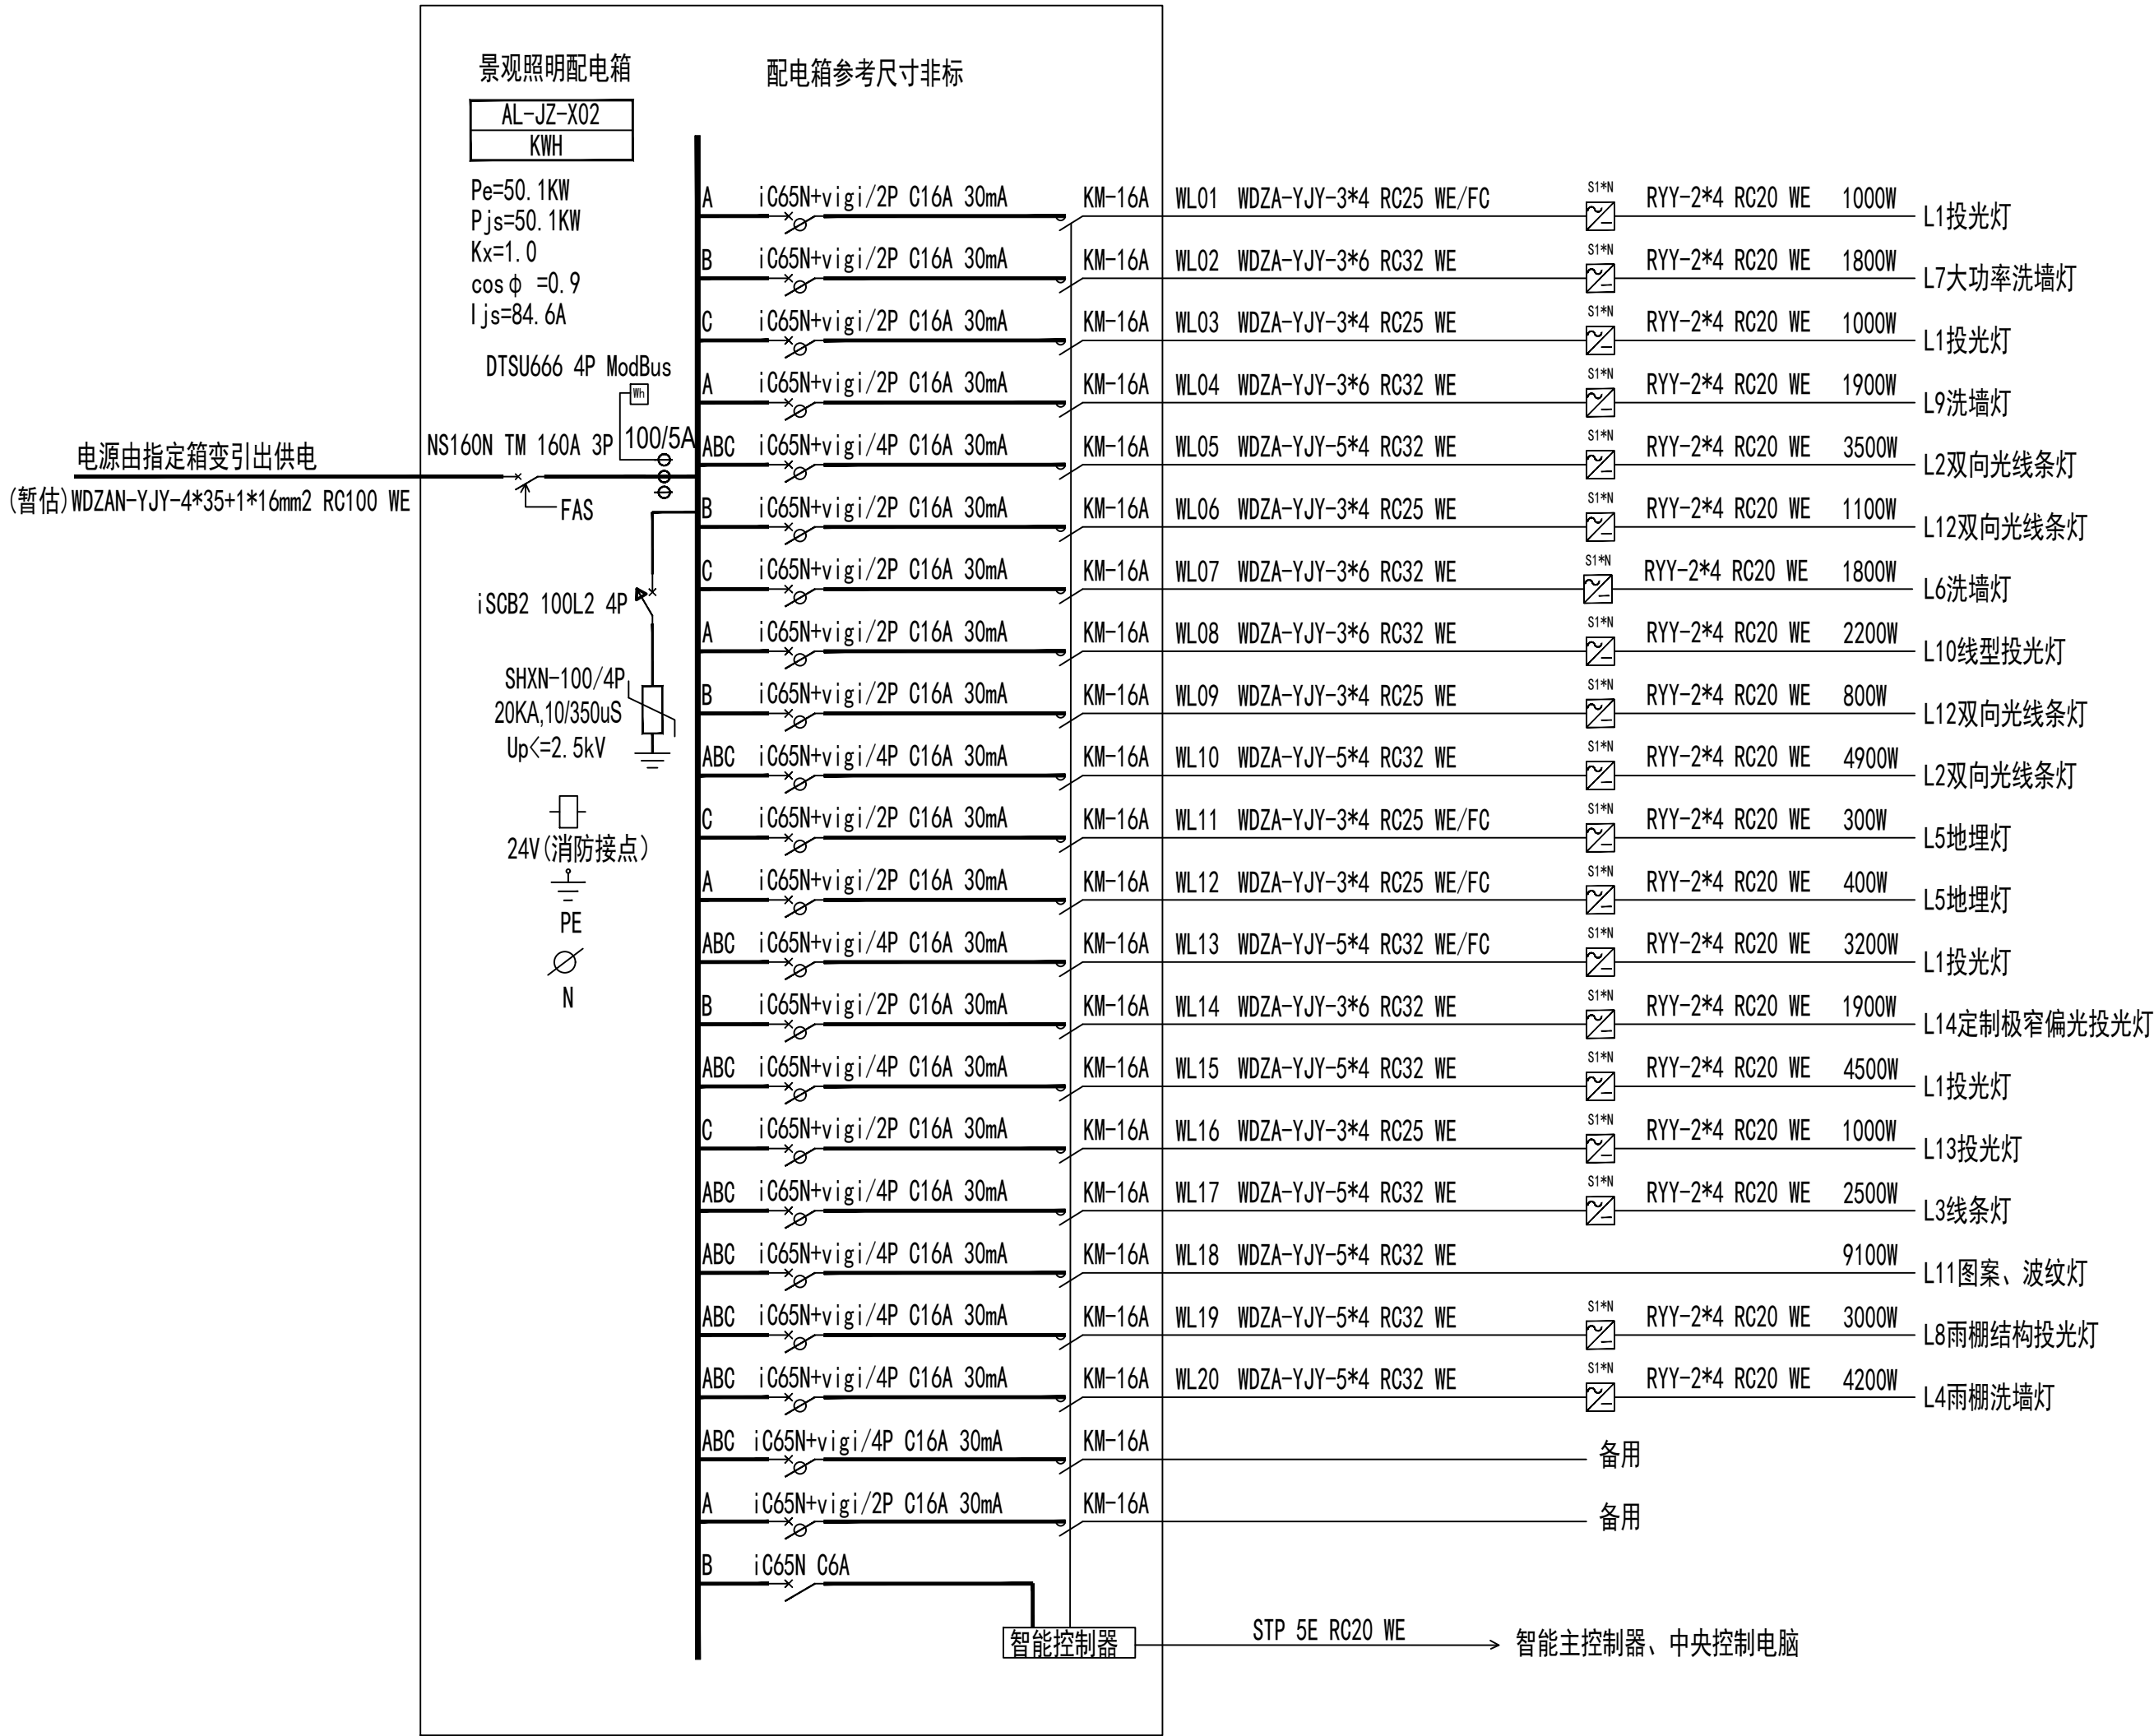 景观照明配电箱
配电箱参考尺寸非标
AL-JZ-X02
KWH
Pe=50.1KW
Pjs=50.1KW
Kx=1.0
cosφ =0.9
Ijs=84.6A
DTSU666 4P ModBus
Wh
NS160N TM 160A 3P
100/5A
电源由指定箱变引出供电
(暂估)WDZAN-YJY-4*35+1*16mm2 RC100 WE
FAS
iSCB2 100L2 4P
SHXN-100/4P
20KA,10/350uS
Up<=2.5kV
24V(消防接点)
PE
N
A iC65N+vigi/2P C16A 30mA KM-16A WL01 WDZA-YJY-3*4 RC25 WE/FC S1*N RYY-2*4 RC20 WE 1000W L1投光灯
B iC65N+vigi/2P C16A 30mA KM-16A WL02 WDZA-YJY-3*6 RC32 WE S1*N RYY-2*4 RC20 WE 1800W L7大功率洗墙灯
C iC65N+vigi/2P C16A 30mA KM-16A WL03 WDZA-YJY-3*4 RC25 WE S1*N RYY-2*4 RC20 WE 1000W L1投光灯
A iC65N+vigi/2P C16A 30mA KM-16A WL04 WDZA-YJY-3*6 RC32 WE S1*N RYY-2*4 RC20 WE 1900W L9洗墙灯
ABC iC65N+vigi/4P C16A 30mA KM-16A WL05 WDZA-YJY-5*4 RC32 WE S1*N RYY-2*4 RC20 WE 3500W L2双向光线条灯
B iC65N+vigi/2P C16A 30mA KM-16A WL06 WDZA-YJY-3*4 RC25 WE S1*N RYY-2*4 RC20 WE 1100W L12双向光线条灯
C iC65N+vigi/2P C16A 30mA KM-16A WL07 WDZA-YJY-3*6 RC32 WE S1*N RYY-2*4 RC20 WE 1800W L6洗墙灯
A iC65N+vigi/2P C16A 30mA KM-16A WL08 WDZA-YJY-3*6 RC32 WE S1*N RYY-2*4 RC20 WE 2200W L10线型投光灯
B iC65N+vigi/2P C16A 30mA KM-16A WL09 WDZA-YJY-3*4 RC25 WE S1*N RYY-2*4 RC20 WE 800W L12双向光线条灯
ABC iC65N+vigi/4P C16A 30mA KM-16A WL10 WDZA-YJY-5*4 RC32 WE S1*N RYY-2*4 RC20 WE 4900W L2双向光线条灯
C iC65N+vigi/2P C16A 30mA KM-16A WL11 WDZA-YJY-3*4 RC25 WE/FC S1*N RYY-2*4 RC20 WE 300W L5地埋灯
A iC65N+vigi/2P C16A 30mA KM-16A WL12 WDZA-YJY-3*4 RC25 WE/FC S1*N RYY-2*4 RC20 WE 400W L5地埋灯
ABC iC65N+vigi/4P C16A 30mA KM-16A WL13 WDZA-YJY-5*4 RC32 WE/FC S1*N RYY-2*4 RC20 WE 3200W L1投光灯
B iC65N+vigi/2P C16A 30mA KM-16A WL14 WDZA-YJY-3*6 RC32 WE S1*N RYY-2*4 RC20 WE 1900W L14定制极窄偏光投光灯
ABC iC65N+vigi/4P C16A 30mA KM-16A WL15 WDZA-YJY-5*4 RC32 WE S1*N RYY-2*4 RC20 WE 4500W L1投光灯
C iC65N+vigi/2P C16A 30mA KM-16A WL16 WDZA-YJY-3*4 RC25 WE S1*N RYY-2*4 RC20 WE 1000W L13投光灯
ABC iC65N+vigi/4P C16A 30mA KM-16A WL17 WDZA-YJY-5*4 RC32 WE S1*N RYY-2*4 RC20 WE 2500W L3线条灯
ABC iC65N+vigi/4P C16A 30mA KM-16A WL18 WDZA-YJY-5*4 RC32 WE 9100W L11图案、波纹灯
ABC iC65N+vigi/4P C16A 30mA KM-16A WL19 WDZA-YJY-5*4 RC32 WE S1*N RYY-2*4 RC20 WE 3000W L8雨棚结构投光灯
ABC iC65N+vigi/4P C16A 30mA KM-16A WL20 WDZA-YJY-5*4 RC32 WE S1*N RYY-2*4 RC20 WE 4200W L4雨棚洗墙灯
ABC iC65N+vigi/4P C16A 30mA KM-16A 备用
A iC65N+vigi/2P C16A 30mA KM-16A 备用
B iC65N C6A
智能控制器 STP 5E RC20 WE 智能主控制器、中央控制电脑